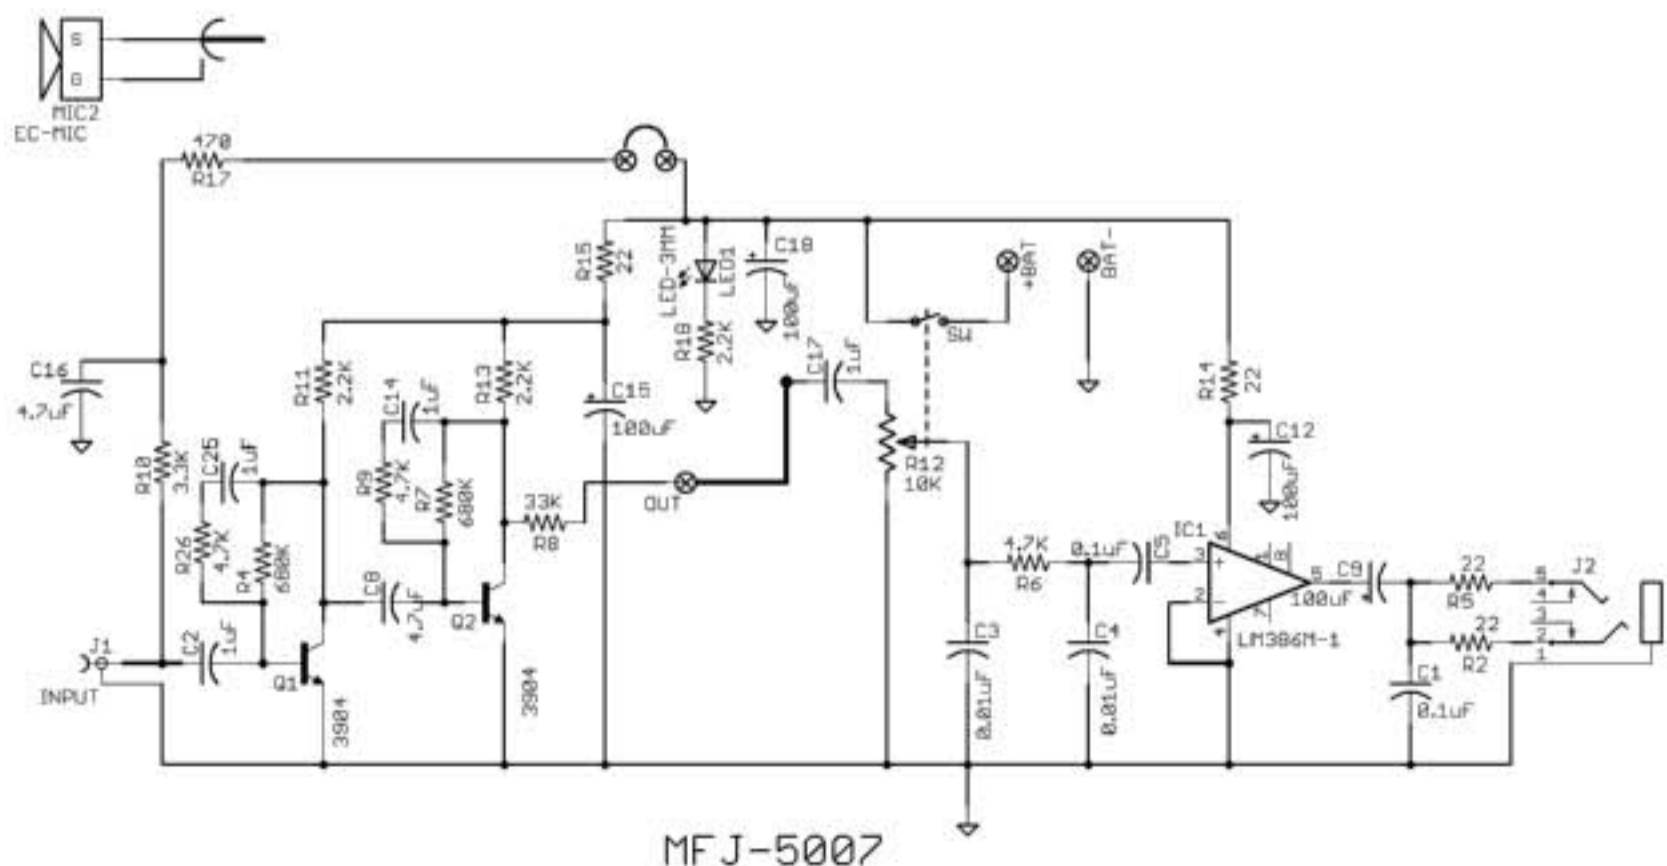 S
G
MIC2
EC-MIC
470
R17
R15
22
LED-3MM
LED1
C18
100uF
+BAT
BAT-
SW
R18
2.2K
C17
1uF
R14
22
C16
4.7uF
R11
2.2K
C14
1uF
R13
2.2K
C15
100uF
R12
10K
C12
100uF
R10
3.3K
C25
1uF
R9
4.7K
R7
680K
33K
R8
OUT
R26
4.7K
R4
680K
C8
4.7uF
Q2
3904
4.7K
R6
0.1uF
C5
IC1
3
+
2
-
6
1
8
5
7
4
LM386M-1
100uF
C9
22
R5
22
R2
5
4
3
2
1
J2
J1
INPUT
C2
1uF
Q1
3904
C3
0.01uF
C4
0.01uF
C1
0.1uF
MFJ-5007